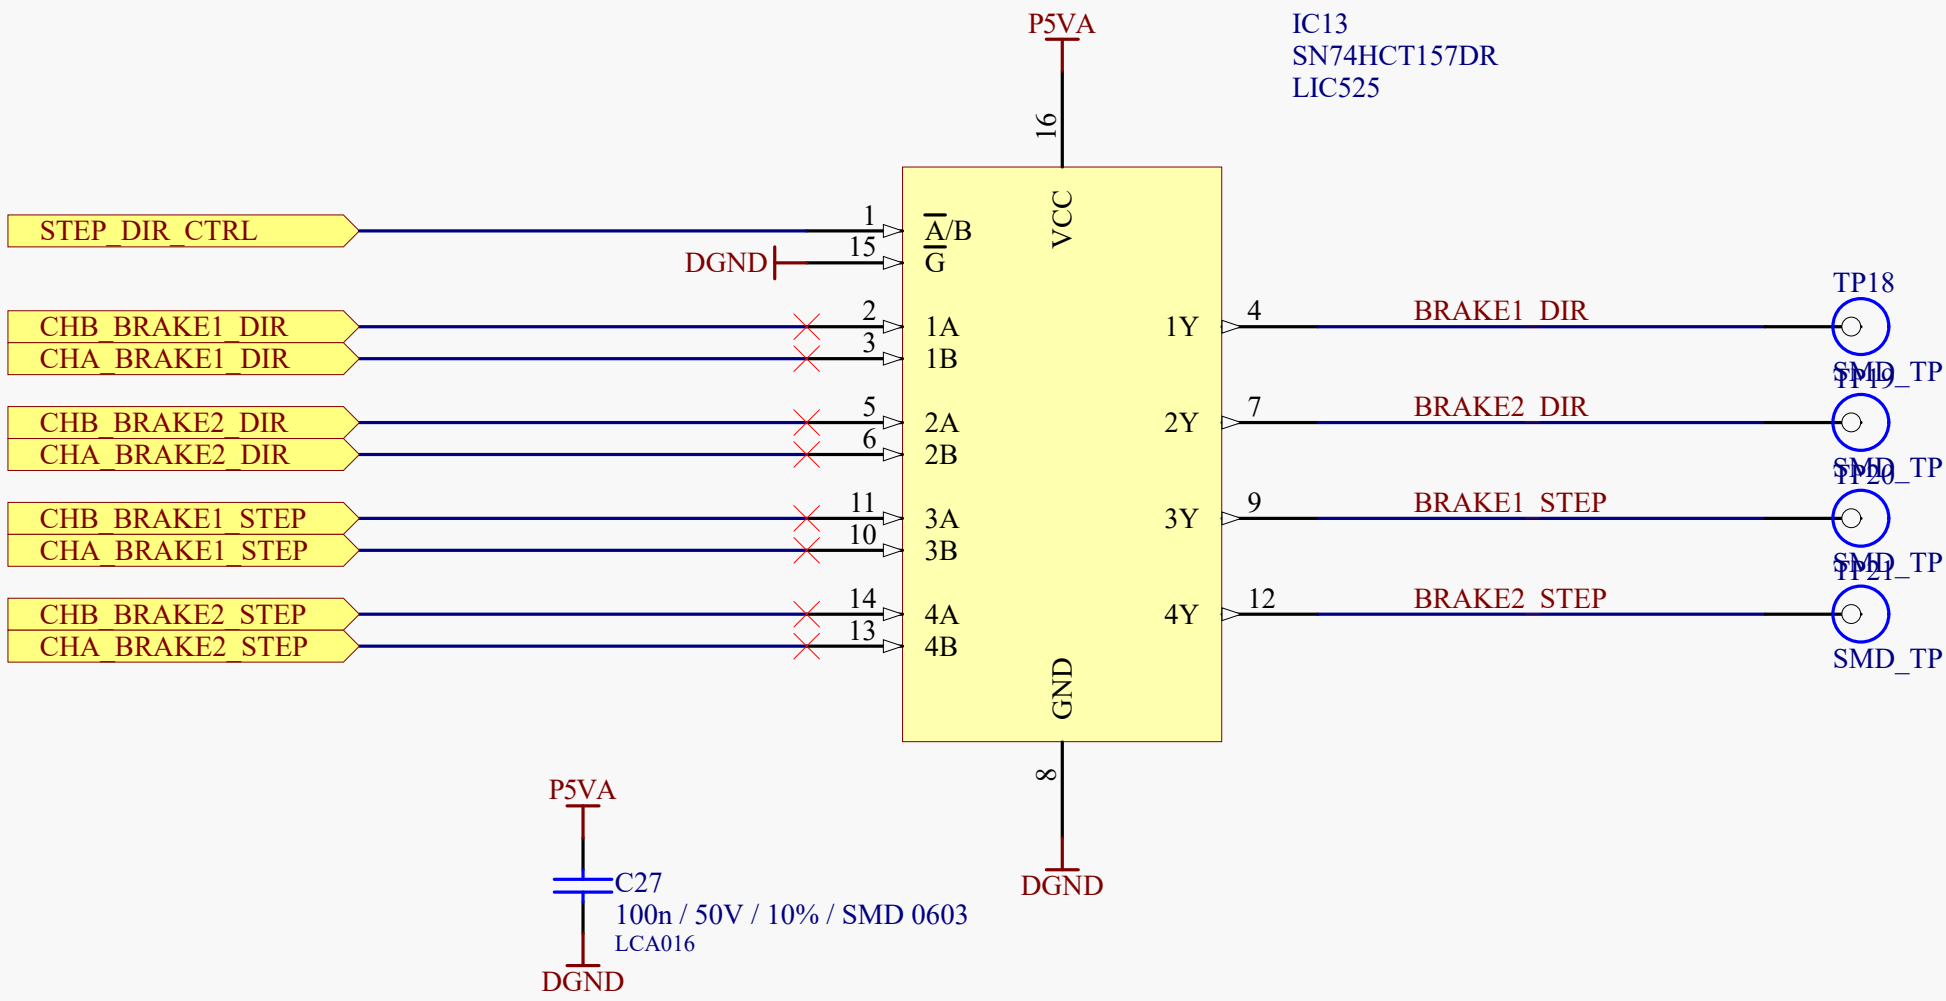 P5VA
IC13
SN74HCT157DR
LIC525
16
VCC
STEP_DIR_CTRL
1
A/B
DGND
15
G
CHB_BRAKE1_DIR
2
1A
1Y
4
BRAKE1_DIR
TP18
CHA_BRAKE1_DIR
3
1B
SMD_TP
TP19
CHB_BRAKE2_DIR
5
2A
2Y
7
BRAKE2_DIR
CHA_BRAKE2_DIR
6
2B
SMD_TP
TP20
CHB_BRAKE1_STEP
11
3A
3Y
9
BRAKE1_STEP
CHA_BRAKE1_STEP
10
3B
SMD_TP
TP21
CHB_BRAKE2_STEP
14
4A
4Y
12
BRAKE2_STEP
CHA_BRAKE2_STEP
13
4B
SMD_TP
GND
8
DGND
P5VA
C27
100n / 50V / 10% / SMD 0603
LCA016
DGND